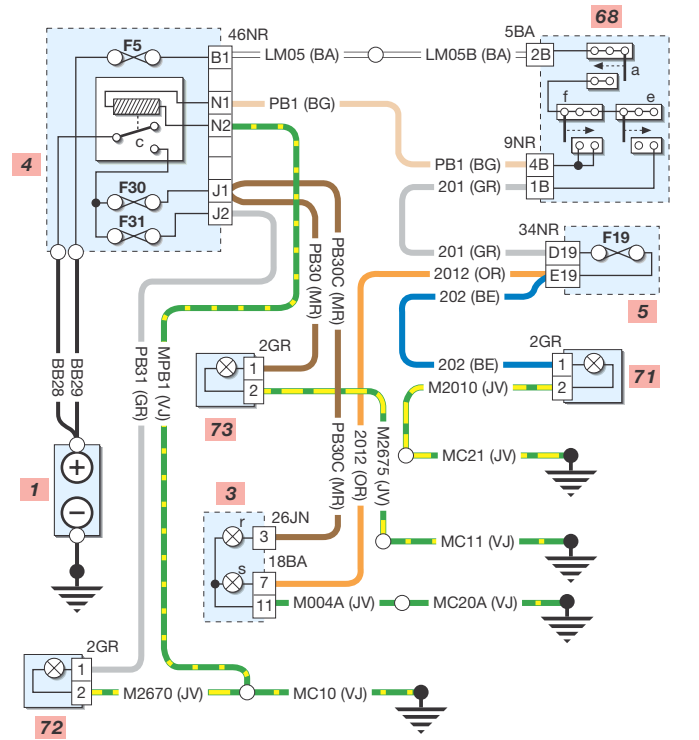 46NR
5BA
68
F5
B1
LM05 (BA)
LM05B (BA)
2B
a
N1
PB1 (BG)
f
e
N2
c
9NR
4
PB1 (BG)
4B
201 (GR)
1B
F30
J1
F31
J2
34NR
201 (GR)
D19
F19
2012 (OR)
E19
202 (BE)
5
PB30 (MR)
PB30C (MR)
BB28
BB29
PB31 (GR)
MPB1 (VJ)
2GR
1
2
73
2GR
202 (BE)
1
M2010 (JV)
2
71
M2675 (JV)
2012 (OR)
PB30C (MR)
MC21 (JV)
1
+
−
3
26JN
r
3
MC11 (VJ)
18BA
s
7
11
M004A (JV)
MC20A (VJ)
2GR
1
2
M2670 (JV)
MC10 (VJ)
72